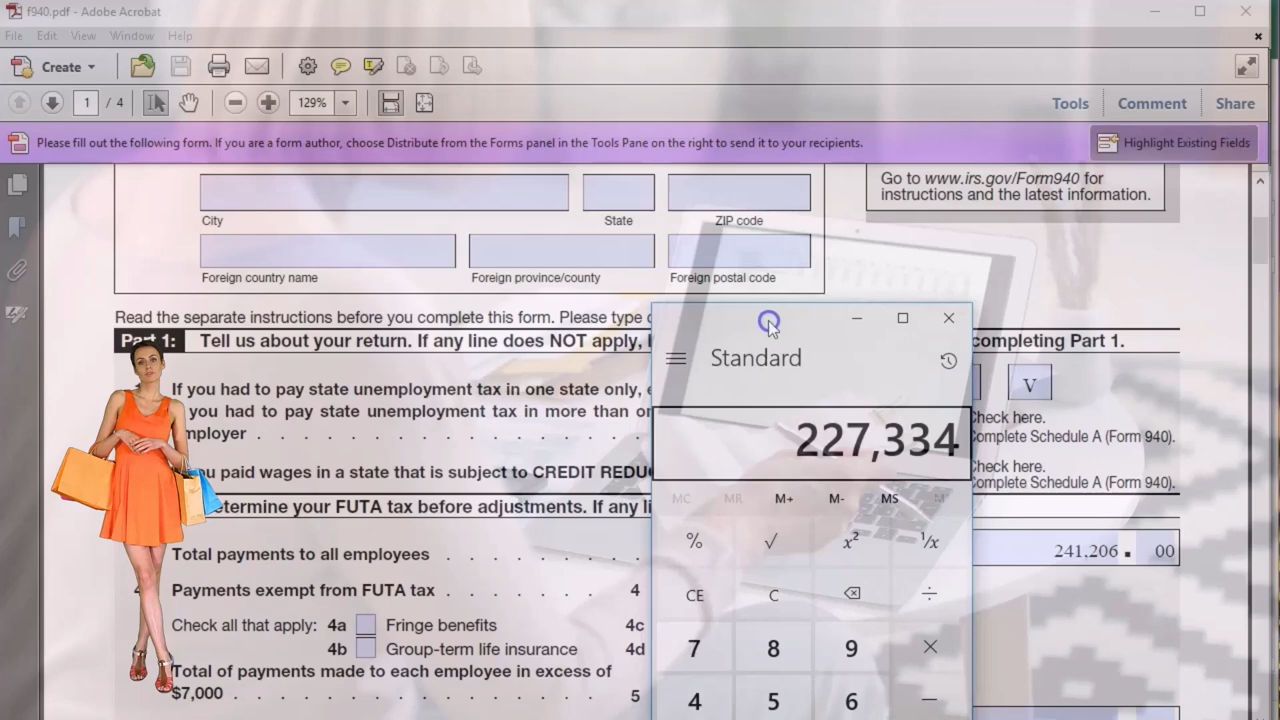 f940.pdf - Adobe Acrobat
File Edit View Window Help
Create
1 / 4 129% Tools Comment Share
Please fill out the following form. If you are a form author, choose Distribute from the Forms panel in the Tools Pane on the right to send it to your recipients. Highlight Existing Fields
Go to www.irs.gov/Form940 for
instructions and the latest information.
City State ZIP code
Foreign country name Foreign province/county Foreign postal code
Read the separate instructions before you complete this form. Please type
Part 1: Tell us about your return. If any line does NOT apply, completing Part 1.
If you had to pay state unemployment tax in one state only, V
you had to pay state unemployment tax in more than Check here.
mployer Complete Schedule A (Form 940).
u paid wages in a state that is subject to CREDIT Check here.
Complete Schedule A (Form 940).
etermine your FUTA tax before adjustments. If any
Total payments to all employees 241.206 . 00
4 Payments exempt from FUTA tax 4
Check all that apply: 4a Fringe benefits 4c
4b Group-term life insurance 4d
Total of payments made to each employee in excess of
$7,000 5
Standard
227,334
MC MR M+ M- MS
% √ x² ¹/x
CE C ÷
7 8 9 ×
4 5 6 −